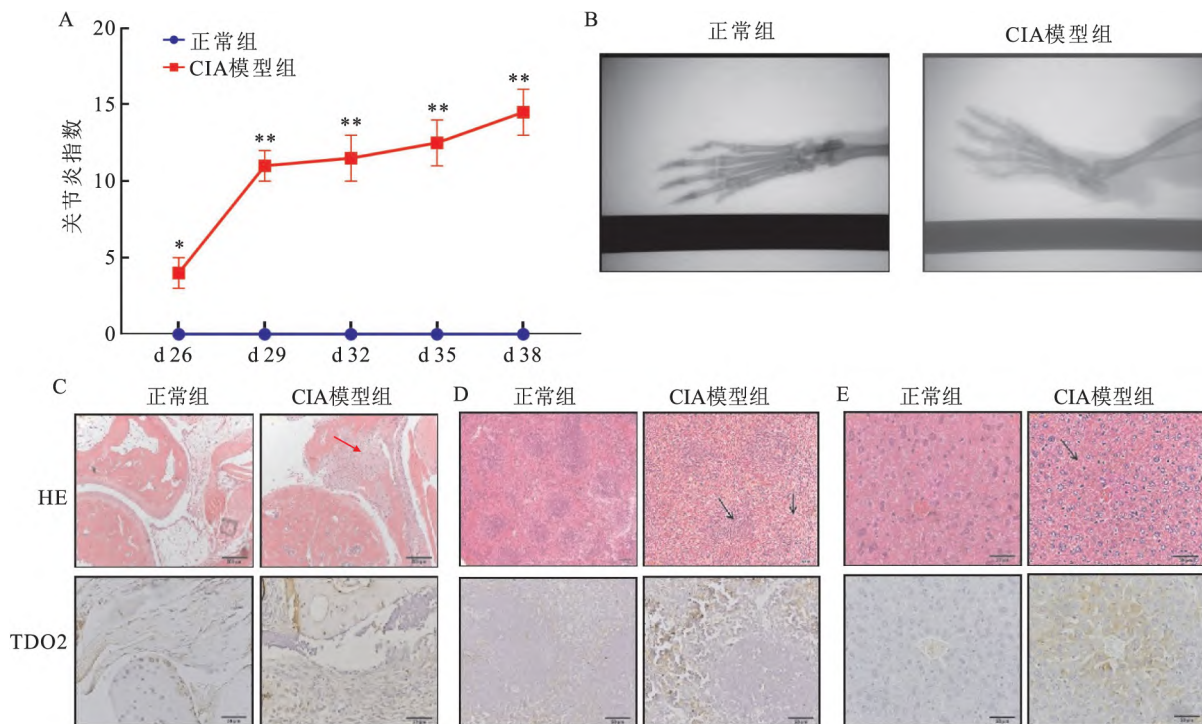 A
正常组
CIA模型组
关节炎指数
20
15
10
5
0
*
**
**
**
**
d 26
d 29
d 32
d 35
d 38
B
正常组
CIA模型组
C
正常组
CIA模型组
D
正常组
CIA模型组
E
正常组
CIA模型组
HE
TDO2